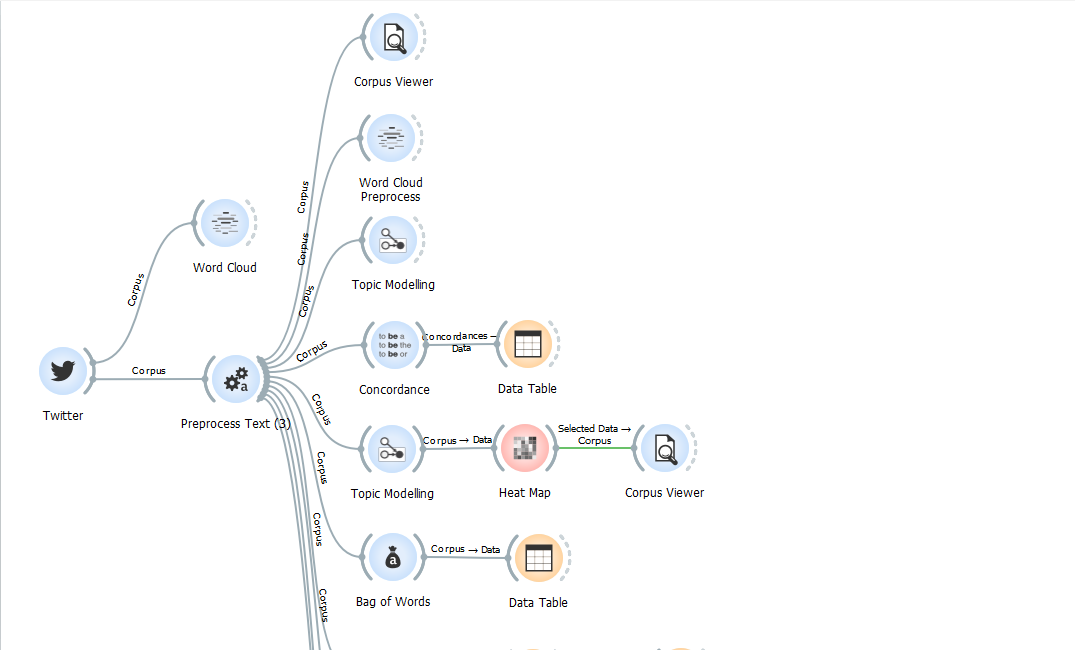 Corpus Viewer
Corpus
Word Cloud
Preprocess
Corpus
Word Cloud
Corpus
Topic Modelling
Corpus
to be a
to be the
to be or
Concordances →
Data
Corpus
Corpus
Twitter
a
Preprocess Text (3)
Concordance
Data Table
Corpus
Corpus → Data
Selected Data →
Corpus
Topic Modelling
Heat Map
Corpus Viewer
Corpus
Corpus
a
Corpus → Data
Bag of Words
Data Table
Corpus